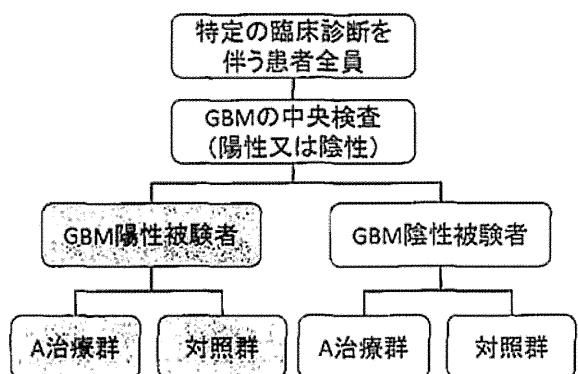 特定の臨床診断を
伴う患者全員
GBMの中央検査
(陽性又は陰性)
GBM陽性被験者
GBM陰性被験者
A治療群
対照群
A治療群
対照群